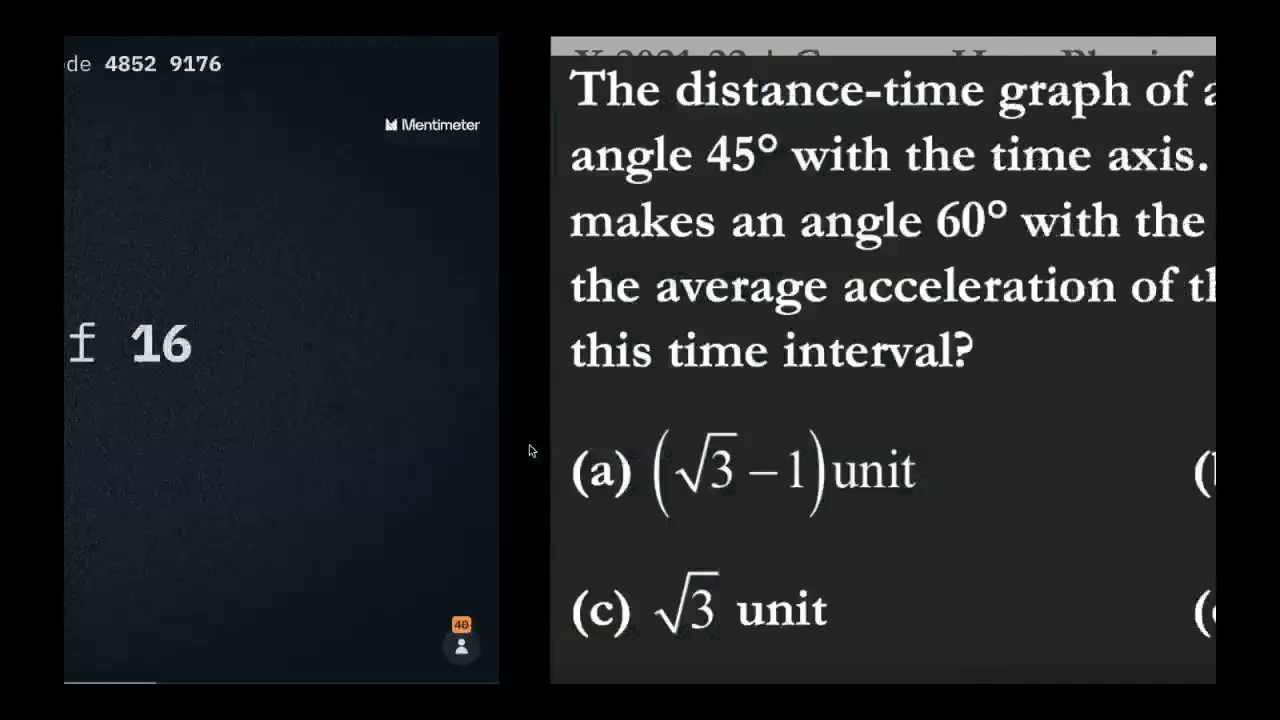 de 4852 9176
Mentimeter
f 16
40
The distance-time graph of a
angle 45° with the time axis.
makes an angle 60° with the
the average acceleration of th
this time interval?
(a) (√3 − 1) unit
(c) √3 unit